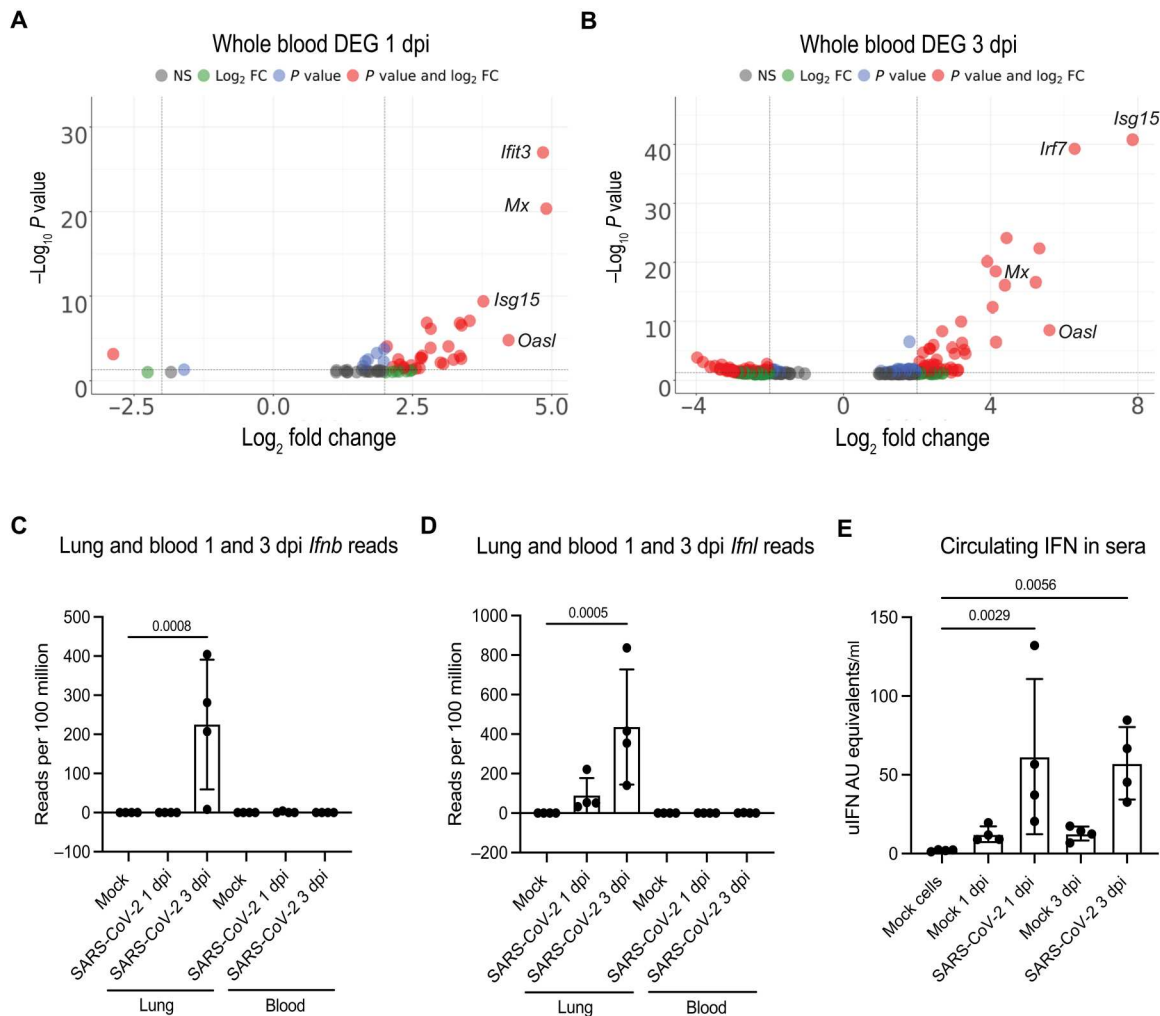 A
Whole blood DEG 1 dpi
NS Log2 FC P value P value and log2 FC
–Log10 P value
30
20
10
0
Ifit3
Mx
Isg15
Oasl
−2.5 0.0 2.5 5.0
Log2 fold change
B
Whole blood DEG 3 dpi
NS Log2 FC P value P value and log2 FC
–Log10 P value
40
30
20
10
0
Isg15
Irf7
Mx
Oasl
−4 0 4 8
Log2 fold change
C
Lung and blood 1 and 3 dpi Ifnb reads
Reads per 100 million
500
400
300
200
100
0
–100
0.0008
Mock
SARS-CoV-2 1 dpi
SARS-CoV-2 3 dpi
Mock
SARS-CoV-2 1 dpi
SARS-CoV-2 3 dpi
Lung Blood
D
Lung and blood 1 and 3 dpi Ifnl reads
Reads per 100 million
1000
800
600
400
200
0
–200
0.0005
Mock
SARS-CoV-2 1 dpi
SARS-CoV-2 3 dpi
Mock
SARS-CoV-2 1 dpi
SARS-CoV-2 3 dpi
Lung Blood
E
Circulating IFN in sera
uIFN AU equivalents/ml
150
100
50
0
0.0056
0.0029
Mock cells
Mock 1 dpi
SARS-CoV-2 1 dpi
Mock 3 dpi
SARS-CoV-2 3 dpi